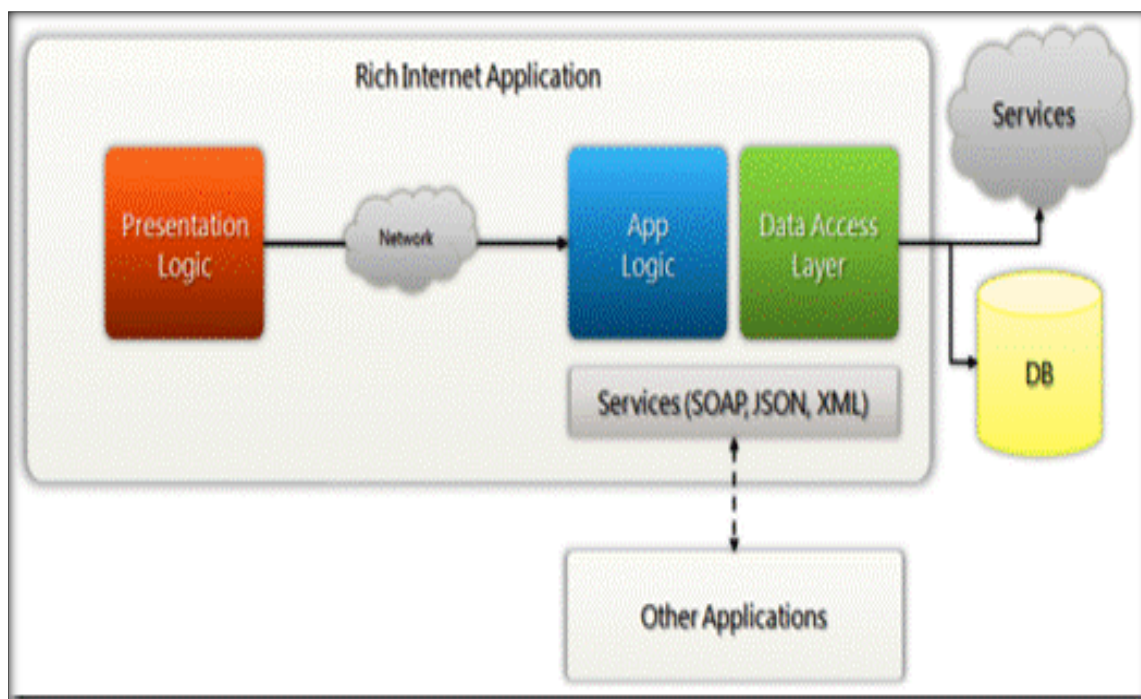 Rich Internet Application
Services
Presentation
Logic
Network
App
Logic
Data Access
Layer
DB
Services (SOAP, JSON, XML)
Other Applications